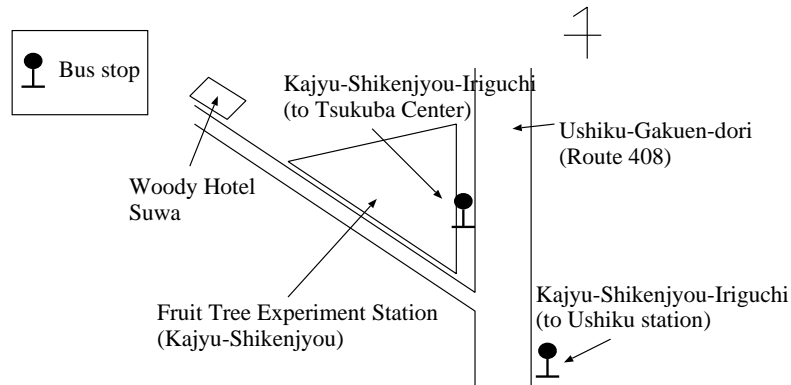 Bus stop
Kajyu-Shikenjyou-Iriguchi
(to Tsukuba Center)
Ushiku-Gakuen-dori
(Route 408)
Woody Hotel
Suwa
Fruit Tree Experiment Station
(Kajyu-Shikenjyou)
Kajyu-Shikenjyou-Iriguchi
(to Ushiku station)